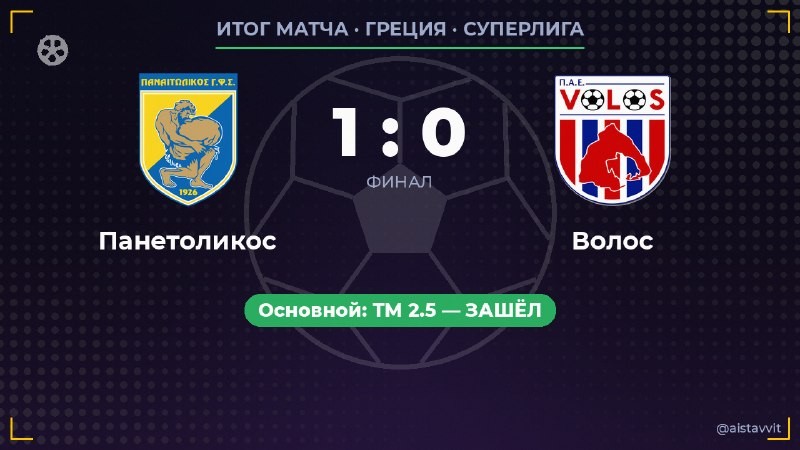 ИТОГ МАТЧА · ГРЕЦИЯ · СУПЕРЛИГА
ΠΑΝΑΙΤΩΛΙΚΟΣ Γ.Φ.Σ.
1926
1 : 0
ФИНАЛ
Π.Α.Ε.
VOLOS
Панетоликос
Волос
Основной: ТМ 2.5 — ЗАШЁЛ
@aistavvit